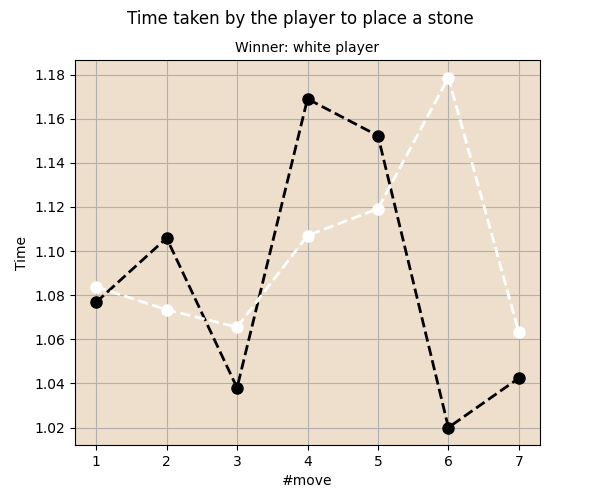 Time taken by the player to place a stone
Winner: white player
1.18
1.16
1.14
1.12
1.10
1.08
1.06
1.04
1.02
Time
1 2 3 4 5 6 7
#move